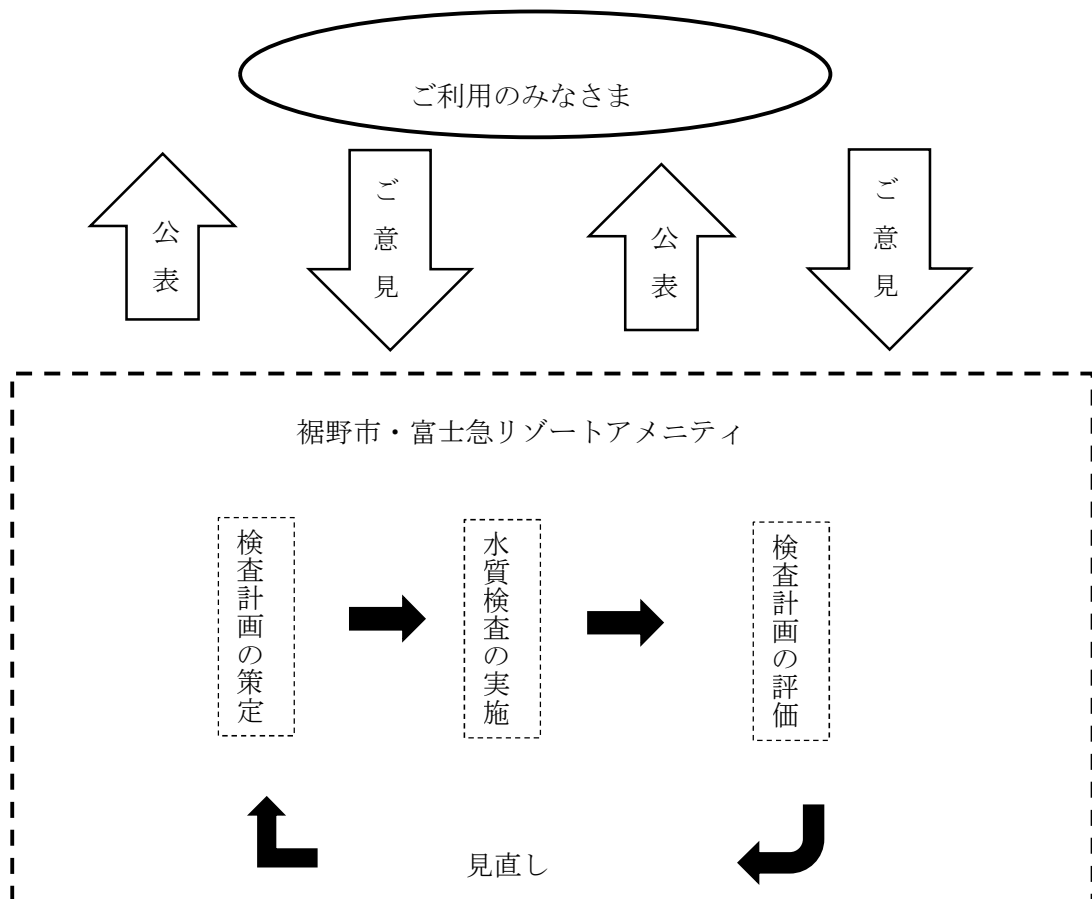 ご利用のみなさま
公表
ご意見
公表
ご意見
裾野市・富士急リゾートアメニティ
検査計画の策定
水質検査の実施
検査計画の評価
見直し